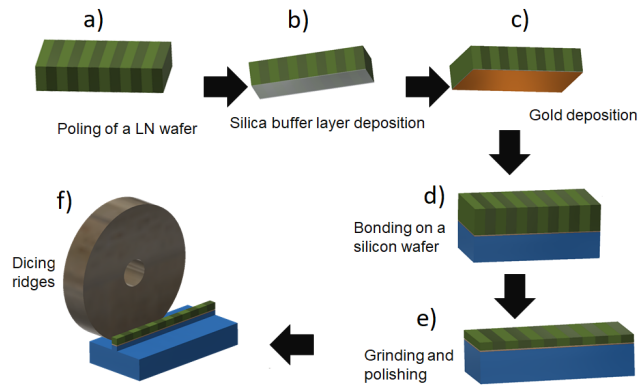 a)
Poling of a LN wafer
b)
Silica buffer layer deposition
c)
Gold deposition
d)
Bonding on a
silicon wafer
e)
Grinding and
polishing
f)
Dicing
ridges